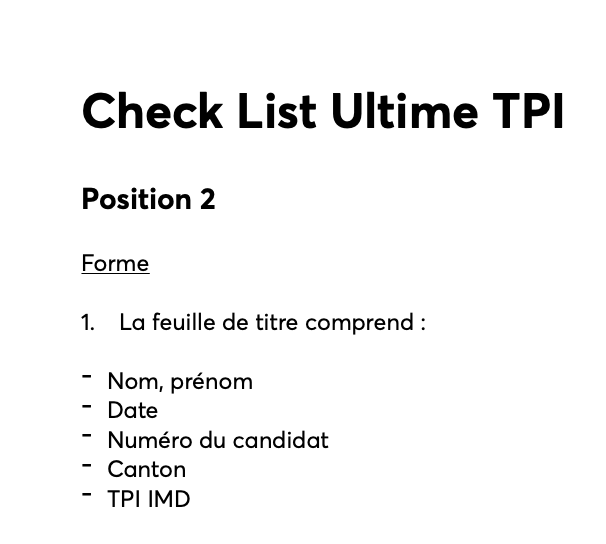 Check List Ultime TPI
Position 2
Forme
1. La feuille de titre comprend :
- Nom, prénom
- Date
- Numéro du candidat
- Canton
- TPI IMD